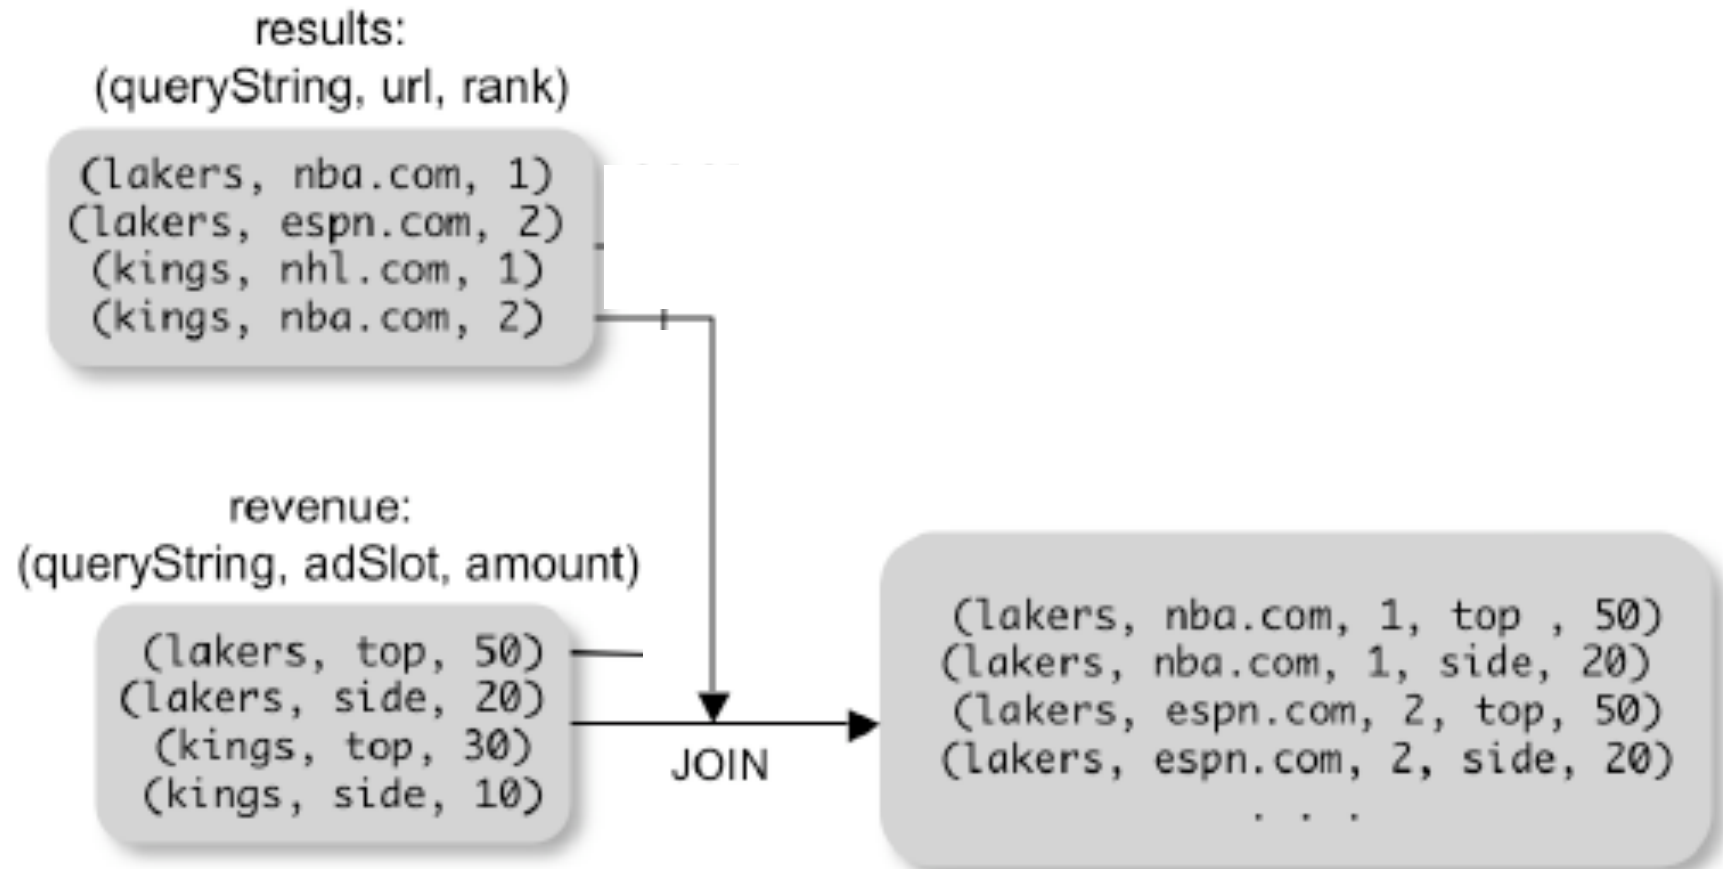 results:
(queryString, url, rank)
(lakers, nba.com, 1)
(lakers, espn.com, 2)
(kings, nhl.com, 1)
(kings, nba.com, 2)
revenue:
(queryString, adSlot, amount)
(lakers, top, 50)
(lakers, side, 20)
(kings, top, 30)
(kings, side, 10)
JOIN
(lakers, nba.com, 1, top , 50)
(lakers, nba.com, 1, side, 20)
(lakers, espn.com, 2, top, 50)
(lakers, espn.com, 2, side, 20)
. . .